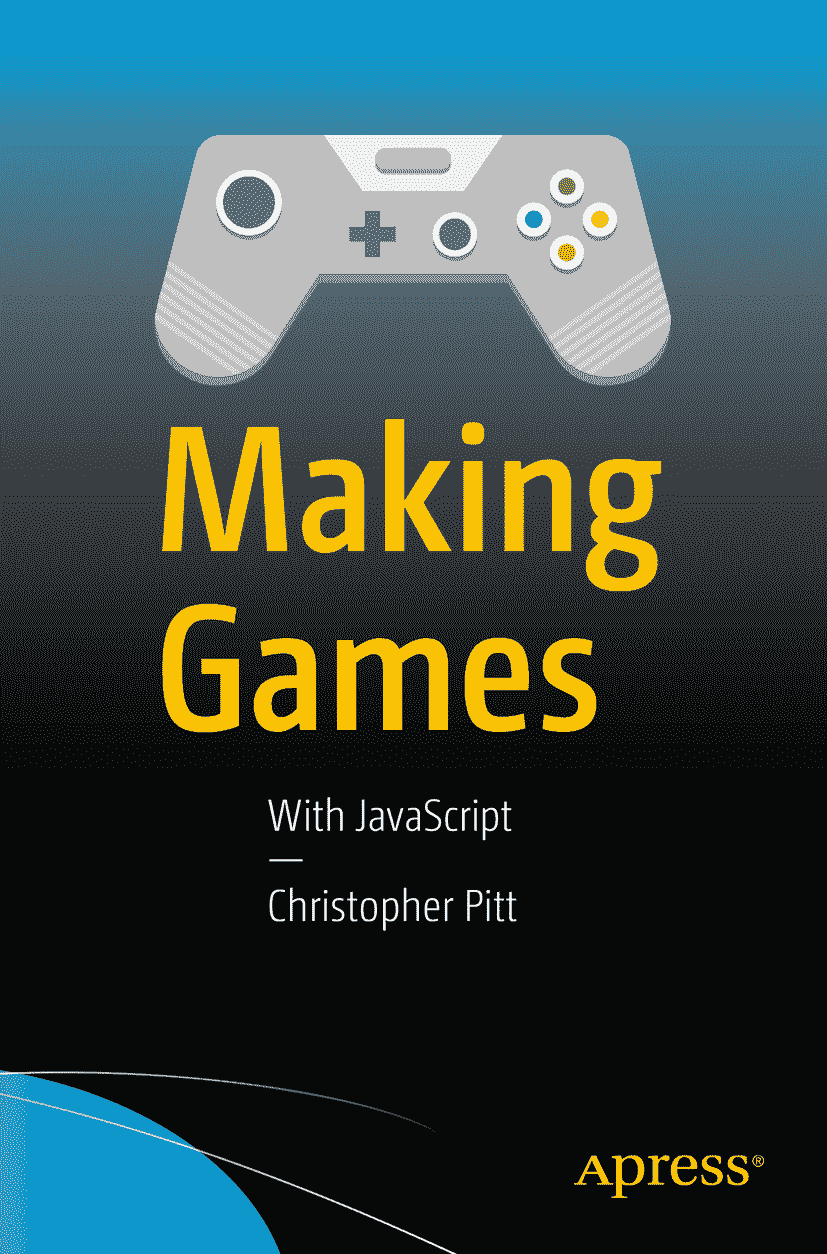 Making
Games
With JavaScript
—
Christopher Pitt
Apress®